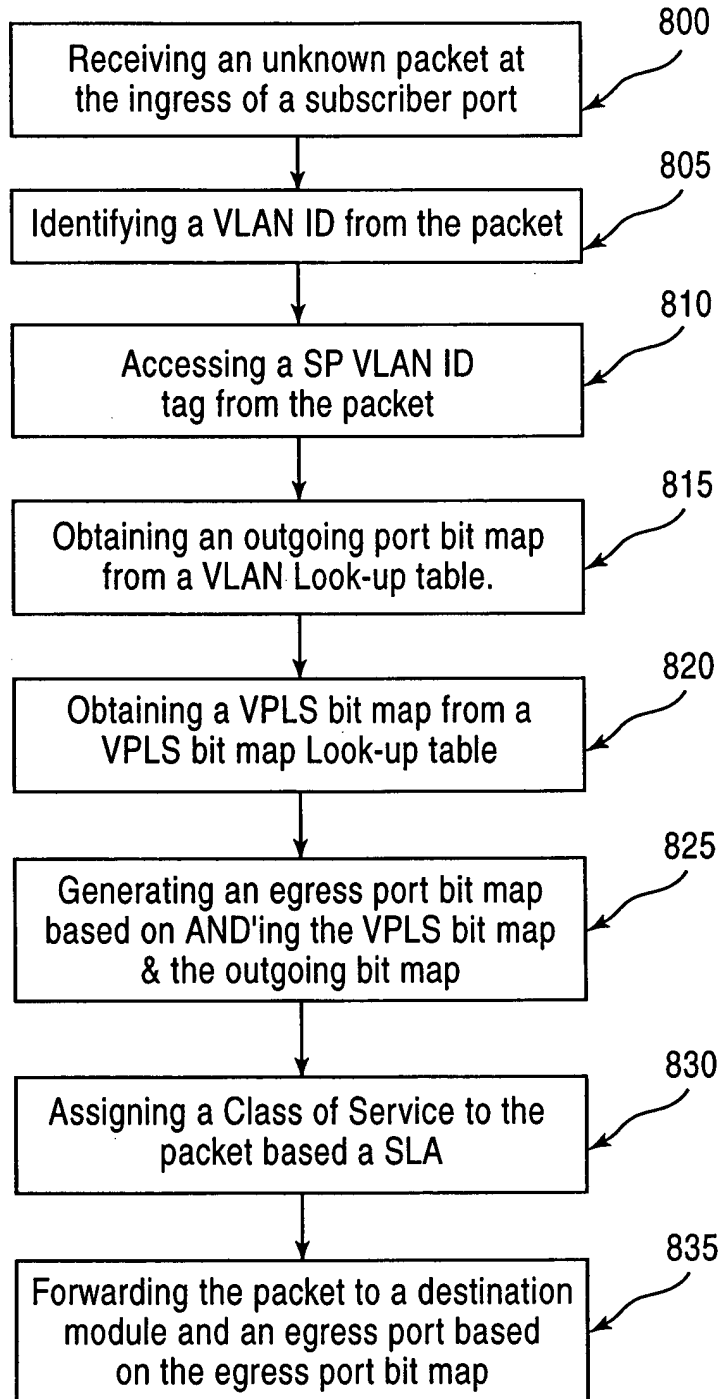 800
Receiving an unknown packet at
the ingress of a subscriber port
805
Identifying a VLAN ID from the packet
810
Accessing a SP VLAN ID
tag from the packet
815
Obtaining an outgoing port bit map
from a VLAN Look-up table.
820
Obtaining a VPLS bit map from a
VPLS bit map Look-up table
825
Generating an egress port bit map
based on AND'ing the VPLS bit map
& the outgoing bit map
830
Assigning a Class of Service to the
packet based a SLA
835
Forwarding the packet to a destination
module and an egress port based
on the egress port bit map